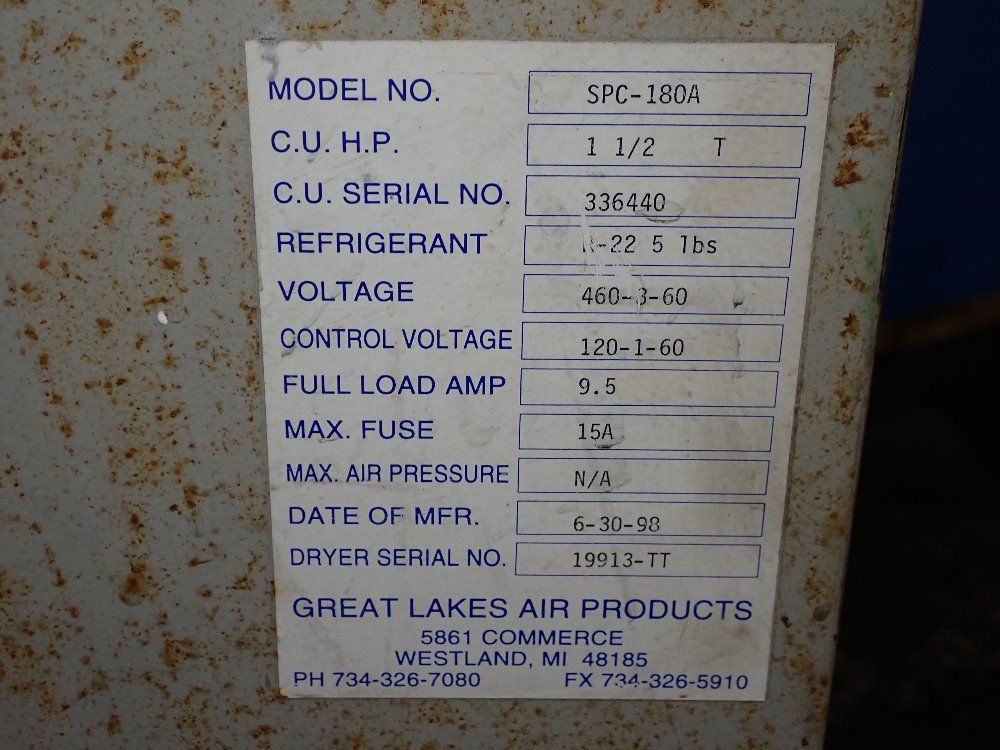 MODEL NO. SPC-180A
C.U. H.P. 1 1/2 T
C.U. SERIAL NO. 336440
REFRIGERANT R-22 5 lbs
VOLTAGE 460-3-60
CONTROL VOLTAGE 120-1-60
FULL LOAD AMP 9.5
MAX. FUSE 15A
MAX. AIR PRESSURE N/A
DATE OF MFR. 6-30-98
DRYER SERIAL NO. 19913-TT
GREAT LAKES AIR PRODUCTS
5861 COMMERCE
WESTLAND, MI 48185
PH 734-326-7080 FX 734-326-5910